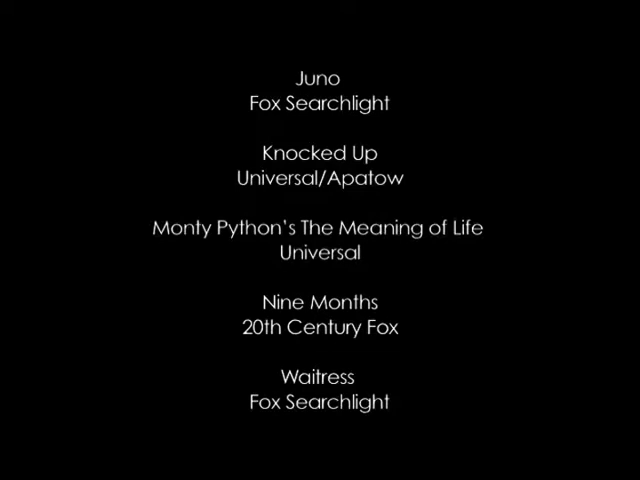 Juno
Fox Searchlight
Knocked Up
Universal/Apatow
Monty Python's The Meaning of Life
Universal
Nine Months
20th Century Fox
Waitress
Fox Searchlight